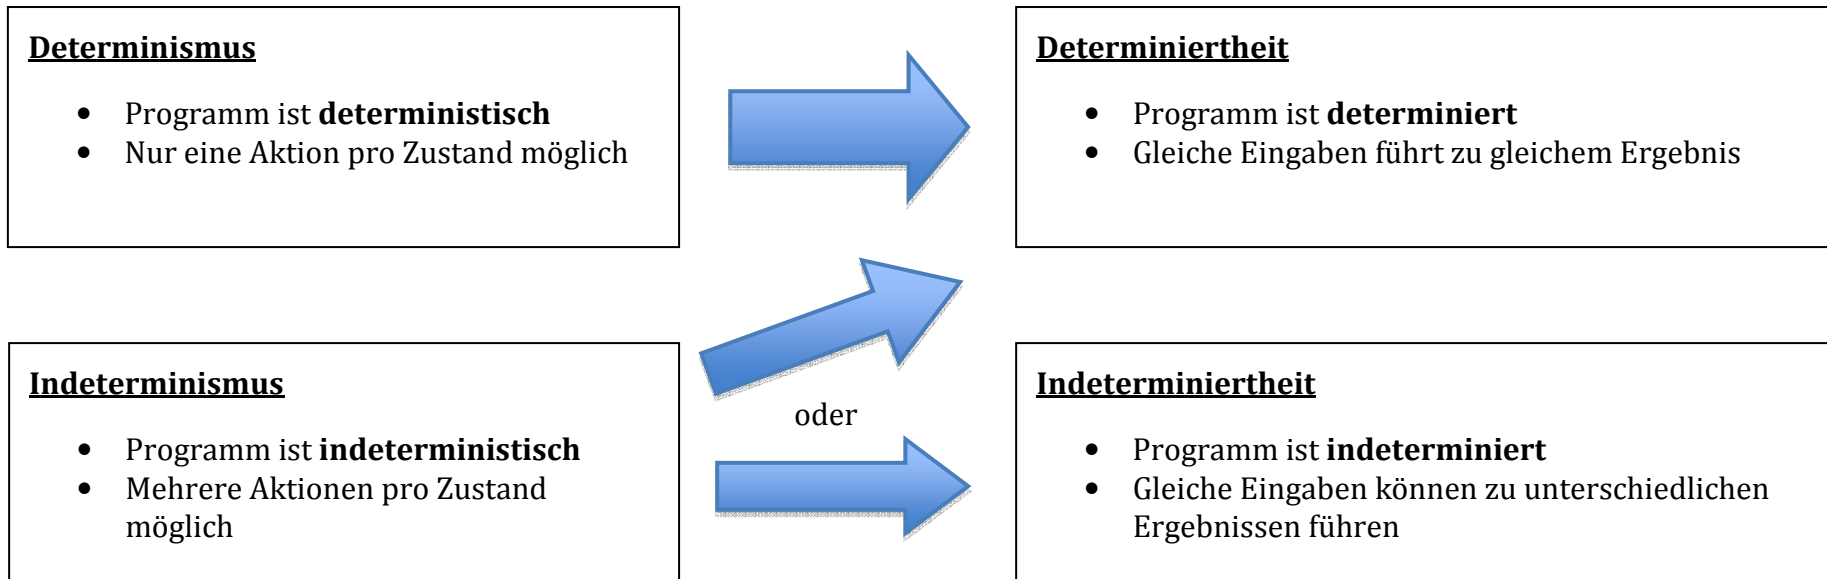 Determinismus
• Programm ist deterministisch
• Nur eine Aktion pro Zustand möglich
Determiniertheit
• Programm ist determiniert
• Gleiche Eingaben führt zu gleichem Ergebnis
Indeterminismus
• Programm ist indeterministisch
• Mehrere Aktionen pro Zustand
möglich
oder
Indeterminiertheit
• Programm ist indeterminiert
• Gleiche Eingaben können zu unterschiedlichen
Ergebnissen führen